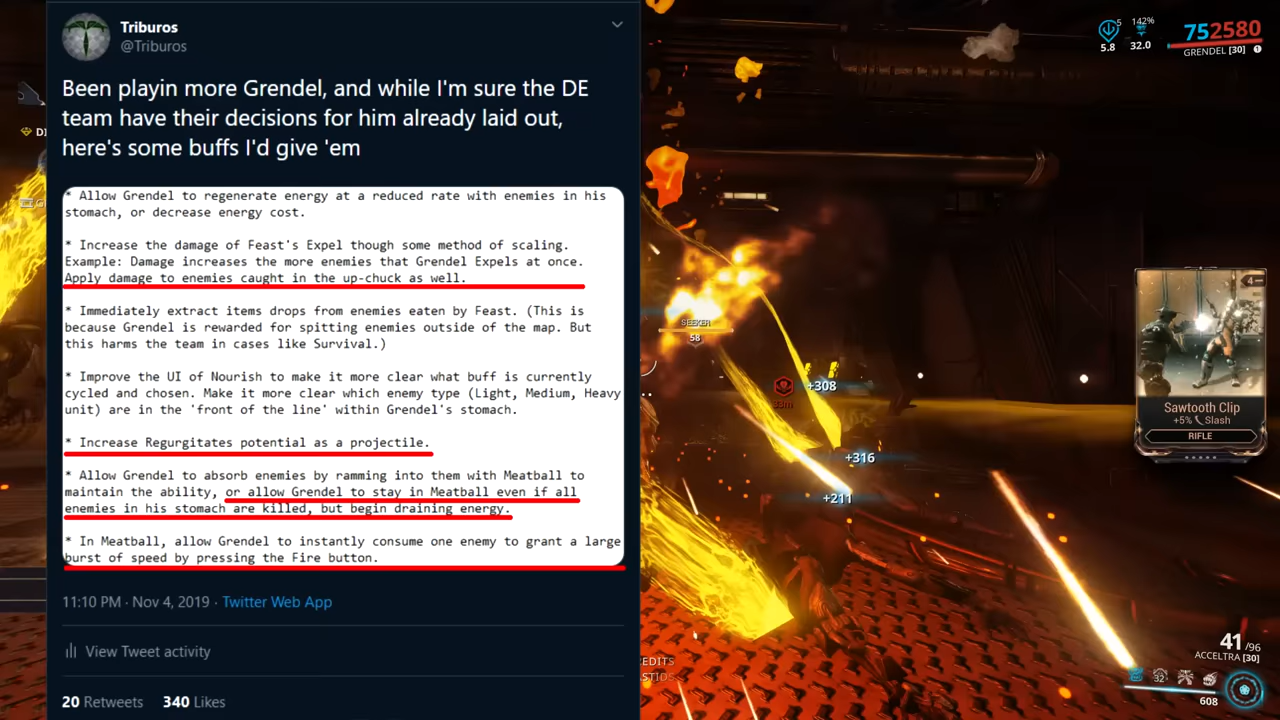 Triburos
@Triburos
Been playin more Grendel, and while I'm sure the DE
team have their decisions for him already laid out,
here's some buffs I'd give 'em
* Allow Grendel to regenerate energy at a reduced rate with enemies in his
stomach, or decrease energy cost.
* Increase the damage of Feast's Expel though some method of scaling.
Example: Damage increases the more enemies that Grendel Expels at once.
Apply damage to enemies caught in the up-chuck as well.
* Immediately extract items drops from enemies eaten by Feast. (This is
because Grendel is rewarded for spitting enemies outside of the map. But
this harms the team in cases like Survival.)
* Improve the UI of Nourish to make it more clear what buff is currently
cycled and chosen. Make it more clear which enemy type (Light, Medium, Heavy
unit) are in the 'front of the line' within Grendel's stomach.
* Increase Regurgitates potential as a projectile.
* Allow Grendel to absorb enemies by ramming into them with Meatball to
maintain the ability, or allow Grendel to stay in Meatball even if all
enemies in his stomach are killed, but begin draining energy.
* In Meatball, allow Grendel to instantly consume one enemy to grant a large
burst of speed by pressing the Fire button.
11:10 PM · Nov 4, 2019 · Twitter Web App
View Tweet activity
20 Retweets 340 Likes
5
142%
5.8
32.0
752580
GRENDEL [30]
1
SEEKER
58
+308
33m
+316
+211
4
Sawtooth Clip
+5% Slash
RIFLE
41/96
ACCELTRA [30]
32
608